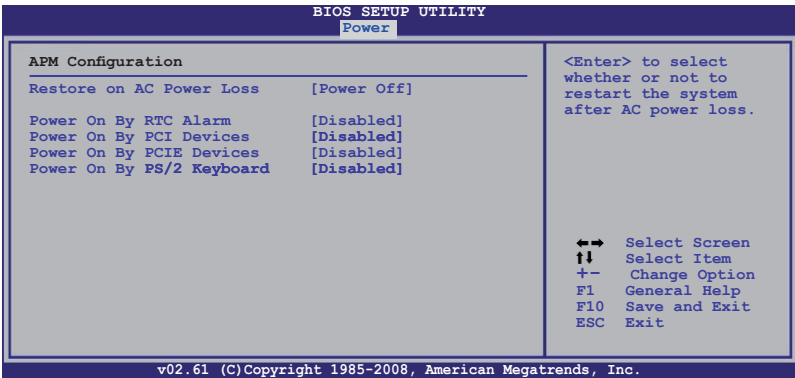 BIOS SETUP UTILITY
Power
APM Configuration
Restore on AC Power Loss [Power Off]
Power On By RTC Alarm [Disabled]
Power On By PCI Devices [Disabled]
Power On By PCIE Devices [Disabled]
Power On By PS/2 Keyboard [Disabled]
<Enter> to select
whether or not to
restart the system
after AC power loss.
←→ Select Screen
↑↓ Select Item
+- Change Option
F1 General Help
F10 Save and Exit
ESC Exit
v02.61 (C)Copyright 1985-2008, American Megatrends, Inc.